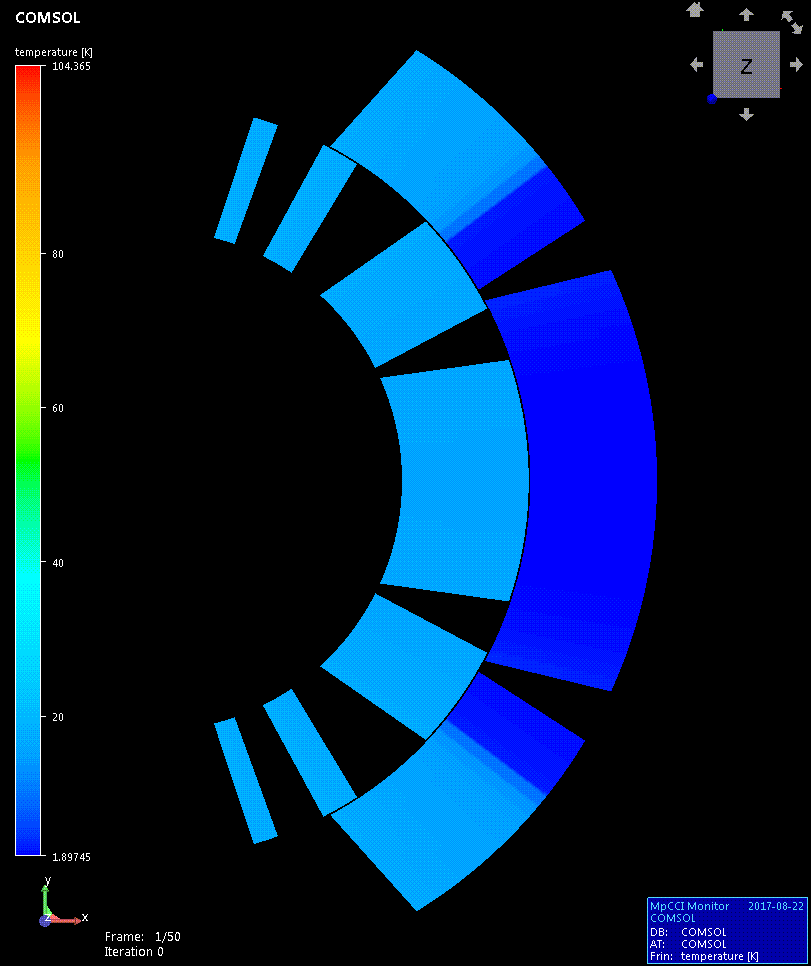 COMSOL
temperature [K]
104.365
80
60
40
20
1.89745
Z
y
z
x
Frame: 1/50
Iteration 0
MpCCI Monitor 2017-08-22
COMSOL
DB: COMSOL
AT: COMSOL
Frin: temperature [K]